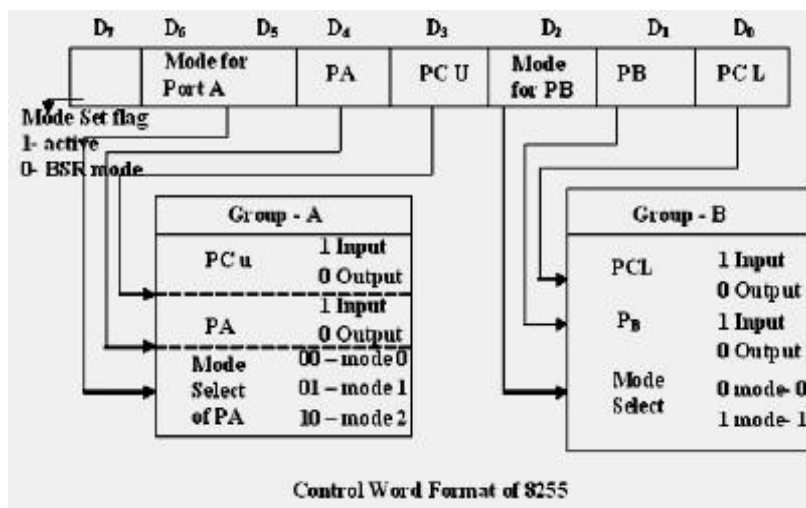 D7 D6 D5 D4 D3 D2 D1 D0
Mode for Port A
PA
PC U
Mode for PB
PB
PC L
Mode Set flag
1- active
0- BSR mode
Group - A
PC u
1 Input
0 Output
PA
1 Input
0 Output
Mode Select of PA
00 – mode 0
01 – mode 1
10 – mode 2
Group - B
PCL
1 Input
0 Output
PB
1 Input
0 Output
Mode Select
0 mode- 0
1 mode- 1
Control Word Format of 8255